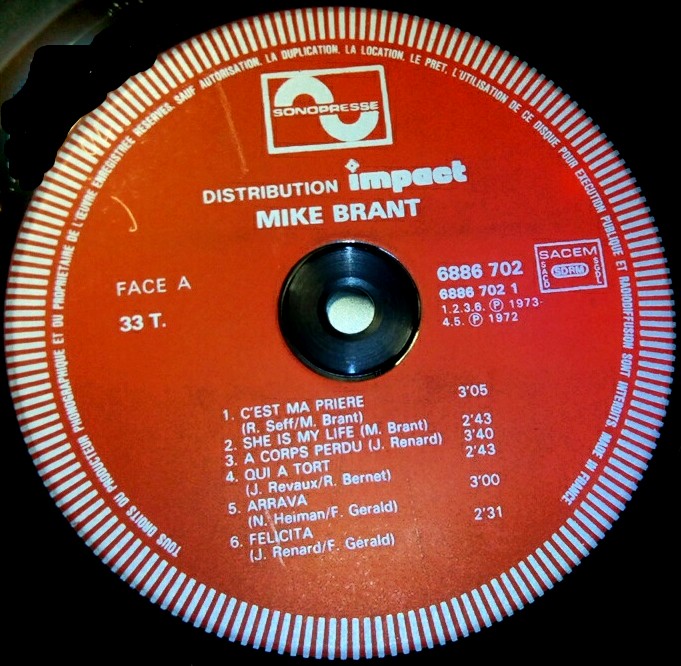 TOUS DROITS DU PRODUCTEUR PHONOGRAPHIQUE ET DU PROPRIETAIRE DE L'ŒUVRE ENREGISTREE RESERVES. SAUF AUTORISATION, LA DUPLICATION, LA LOCATION, LE PRET, L'UTILISATION DE CE DISQUE POUR EXECUTION PUBLIQUE ET RADIODIFFUSION SONT INTERDITS. MADE IN FRANCE
SONOPRESSE
DISTRIBUTION impact
MIKE BRANT
FACE A
33 T.
6886 702
6886 702 1
1.2.3.6. Ⓟ 1973
4.5. Ⓟ 1972
SACEM
SACD SDRM SGDL
1. C'EST MA PRIERE 3'05
(R. Seff/M. Brant)
2. SHE IS MY LIFE (M. Brant) 2'43
3. A CORPS PERDU (J. Renard) 3'40
4. QUI A TORT 2'43
(J. Revaux/R. Bernet)
5. ARRAVA 3'00
(N. Heiman/F. Gerald)
6. FELICITA 2'31
(J. Renard/F. Gérald)